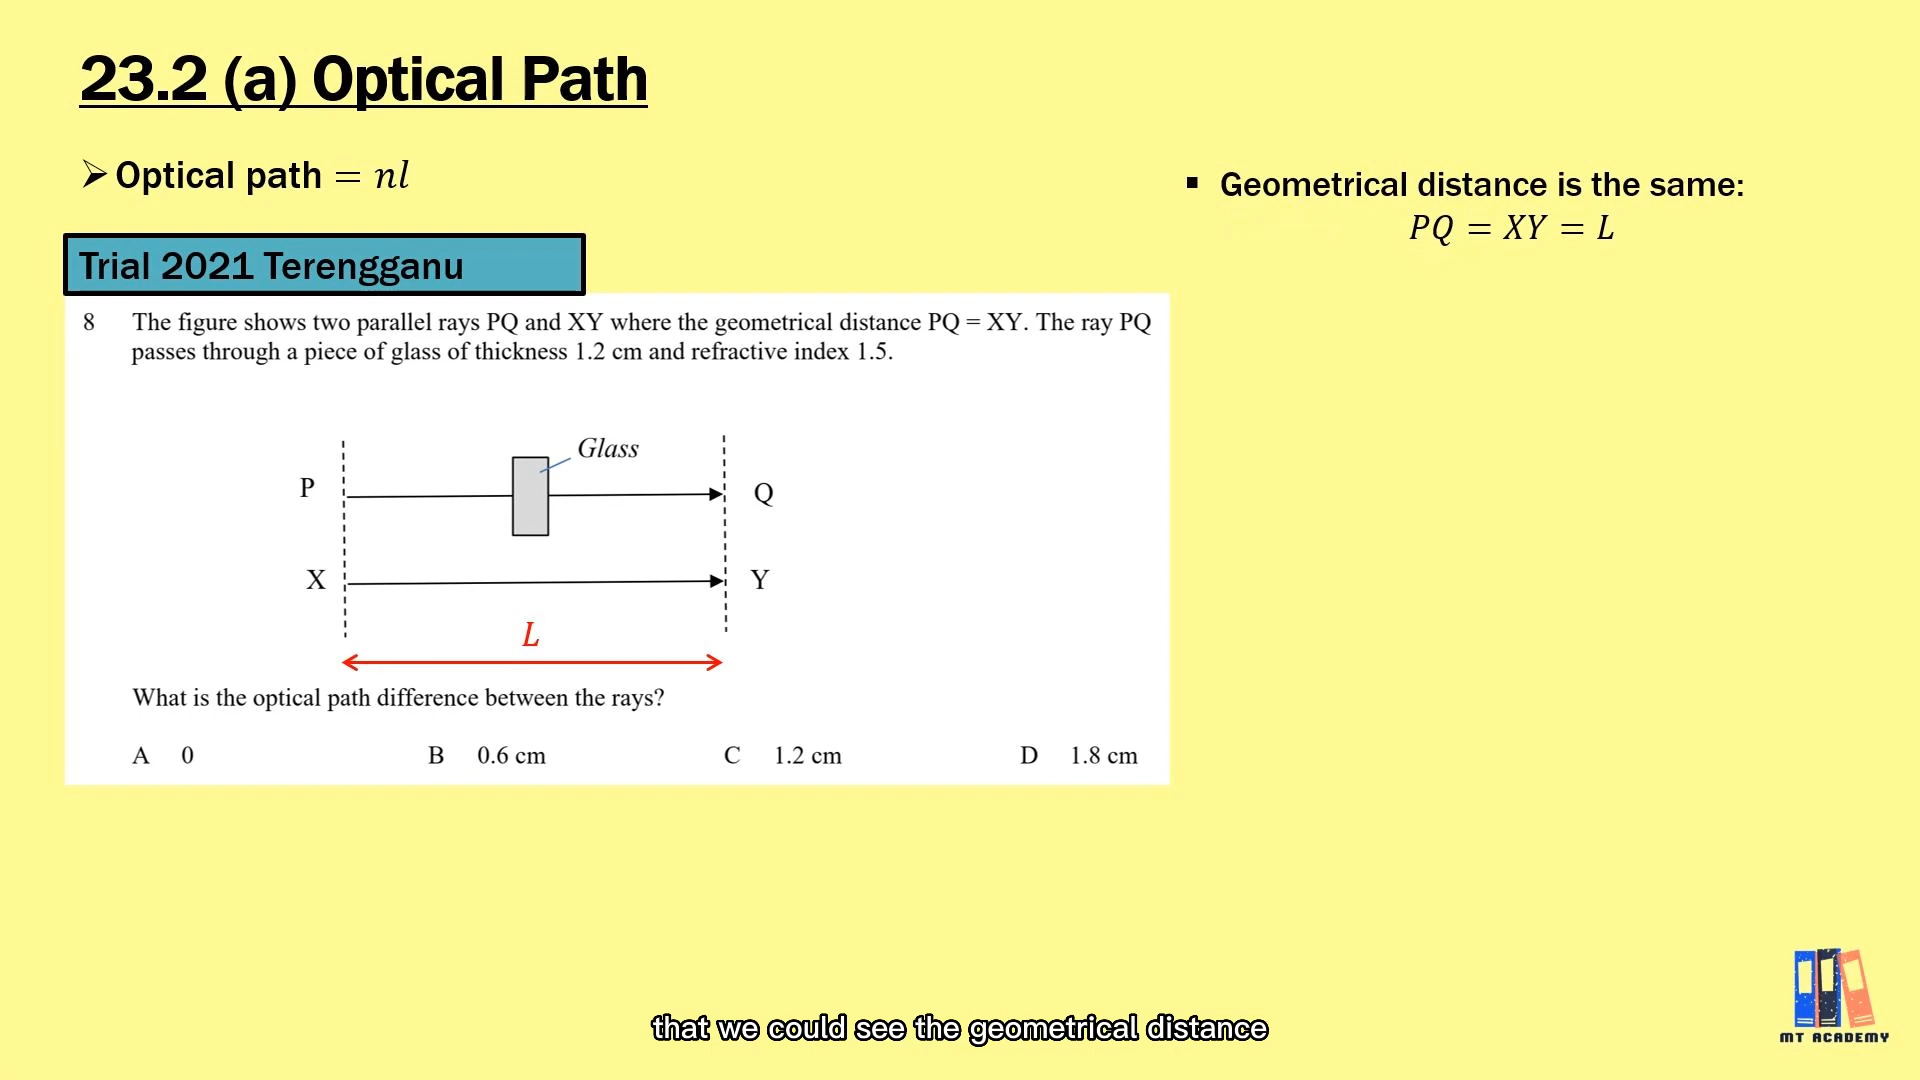 23.2 (a) Optical Path
➢ Optical path = nl
▪ Geometrical distance is the same:
PQ = XY = L
Trial 2021 Terengganu
8 The figure shows two parallel rays PQ and XY where the geometrical distance PQ = XY. The ray PQ
passes through a piece of glass of thickness 1.2 cm and refractive index 1.5.
Glass
P
Q
X
Y
L
What is the optical path difference between the rays?
A 0 B 0.6 cm C 1.2 cm D 1.8 cm
that we could see the geometrical distance
MT ACADEMY